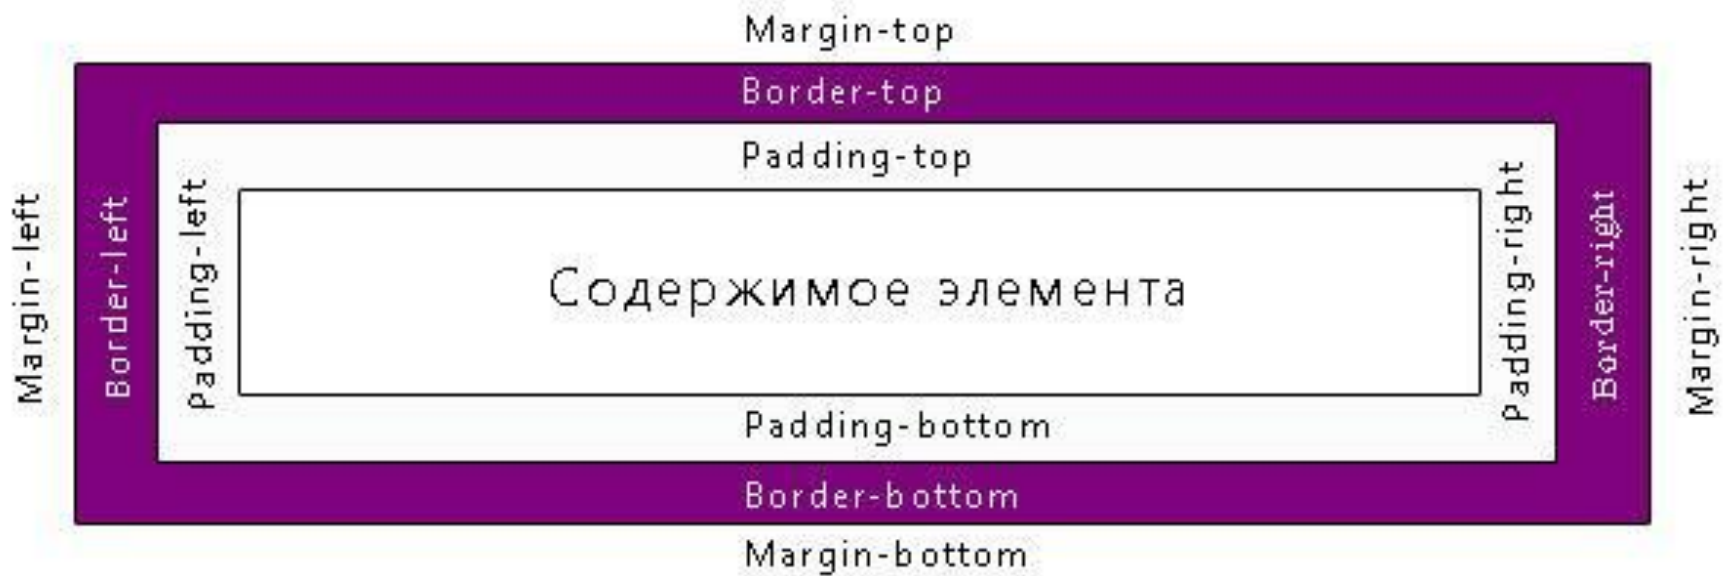 Margin-top
Border-top
Padding-top
Margin-left
Border-left
Padding-left
Содержимое элемента
Padding-right
Border-right
Margin-right
Padding-bottom
Border-bottom
Margin-bottom